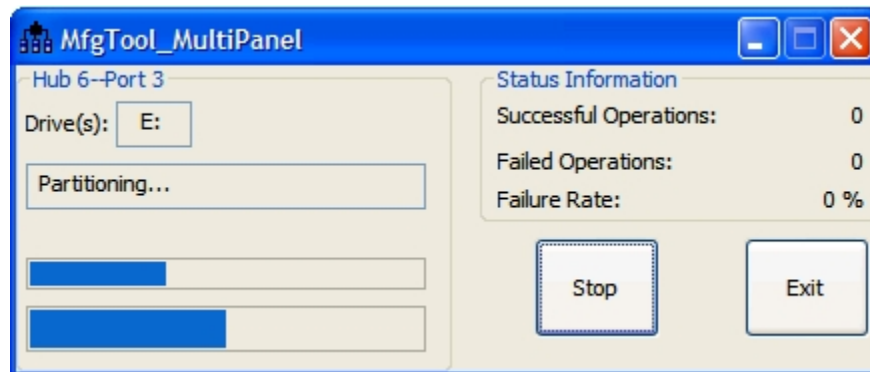 MfgTool_MultiPanel
Hub 6--Port 3
Drive(s): E:
Partitioning...
Status Information
Successful Operations: 0
Failed Operations: 0
Failure Rate: 0 %
Stop
Exit